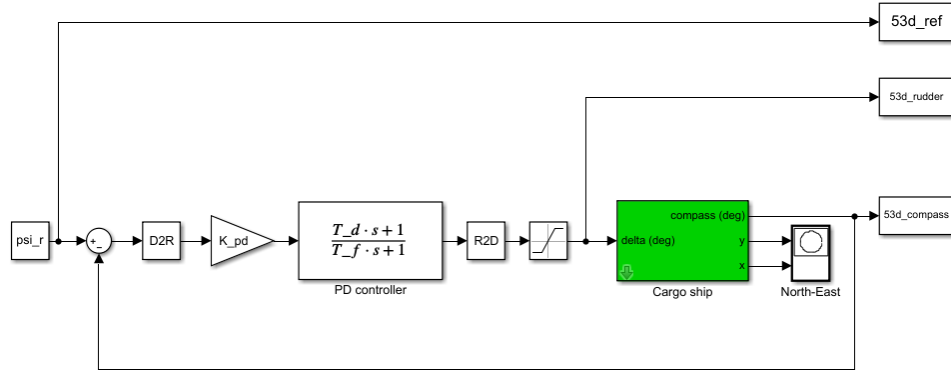 53d_ref
53d_rudder
53d_compass
psi_r
+
_
D2R
K_pd
T_d · s + 1
T_f · s + 1
PD controller
R2D
compass (deg)
delta (deg)
y
x
Cargo ship
North-East